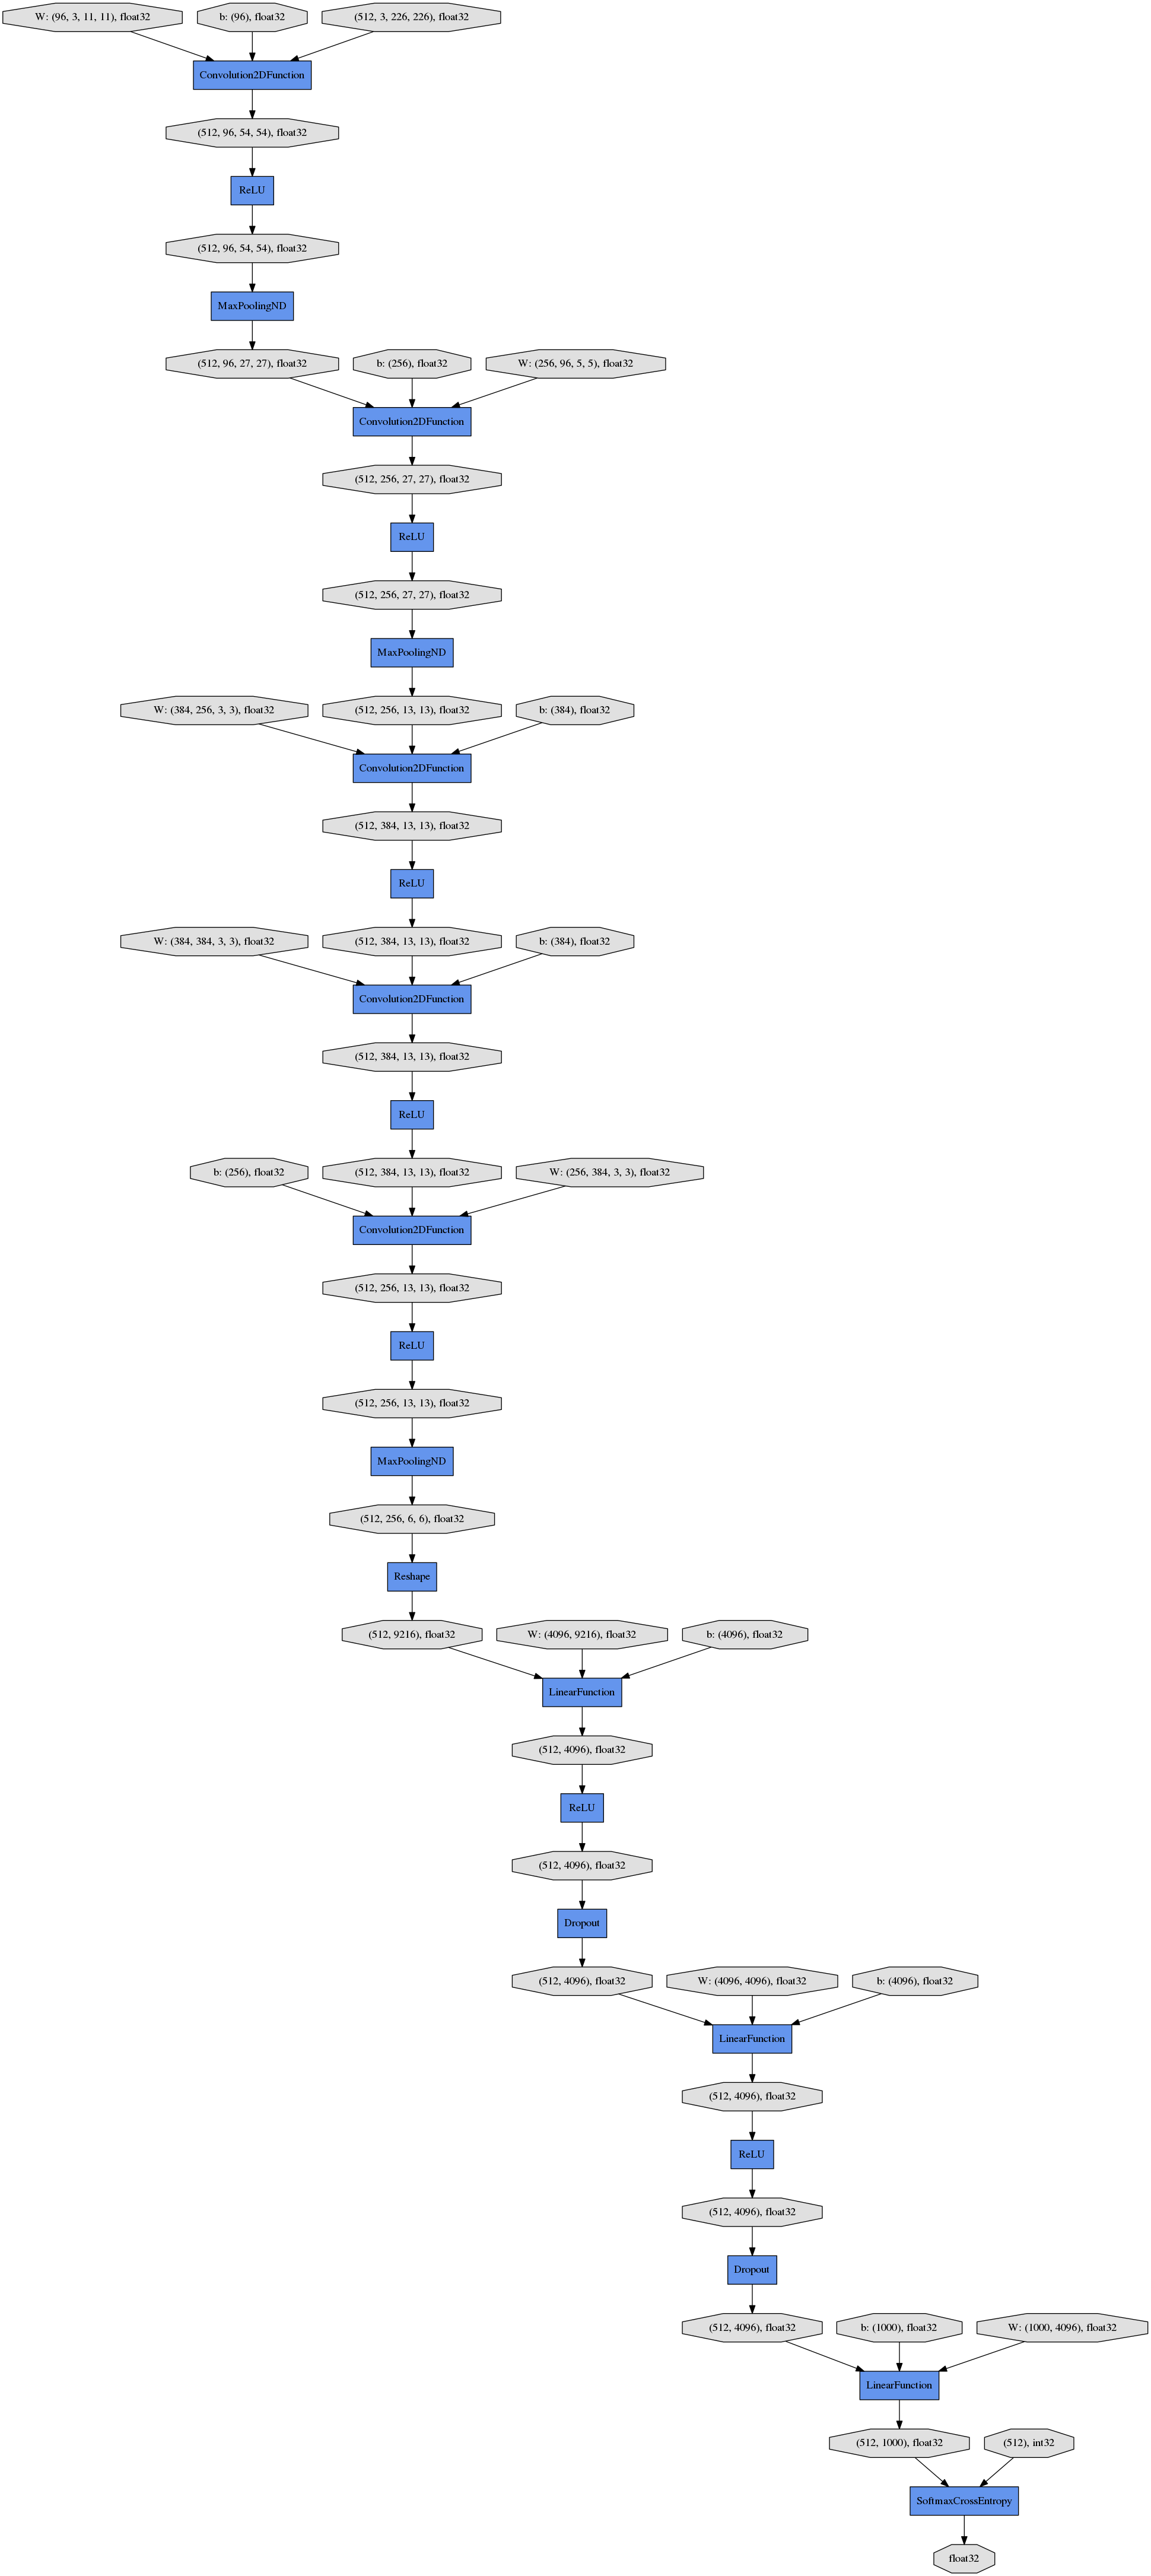 W: (96, 3, 11, 11), float32
b: (96), float32
(512, 3, 226, 226), float32
Convolution2DFunction
(512, 96, 54, 54), float32
ReLU
(512, 96, 54, 54), float32
MaxPoolingND
(512, 96, 27, 27), float32
b: (256), float32
W: (256, 96, 5, 5), float32
Convolution2DFunction
(512, 256, 27, 27), float32
ReLU
(512, 256, 27, 27), float32
MaxPoolingND
W: (384, 256, 3, 3), float32
(512, 256, 13, 13), float32
b: (384), float32
Convolution2DFunction
(512, 384, 13, 13), float32
ReLU
W: (384, 384, 3, 3), float32
(512, 384, 13, 13), float32
b: (384), float32
Convolution2DFunction
(512, 384, 13, 13), float32
ReLU
b: (256), float32
(512, 384, 13, 13), float32
W: (256, 384, 3, 3), float32
Convolution2DFunction
(512, 256, 13, 13), float32
ReLU
(512, 256, 13, 13), float32
MaxPoolingND
(512, 256, 6, 6), float32
Reshape
(512, 9216), float32
W: (4096, 9216), float32
b: (4096), float32
LinearFunction
(512, 4096), float32
ReLU
(512, 4096), float32
Dropout
(512, 4096), float32
W: (4096, 4096), float32
b: (4096), float32
LinearFunction
(512, 4096), float32
ReLU
(512, 4096), float32
Dropout
(512, 4096), float32
b: (1000), float32
W: (1000, 4096), float32
LinearFunction
(512, 1000), float32
(512), int32
SoftmaxCrossEntropy
float32